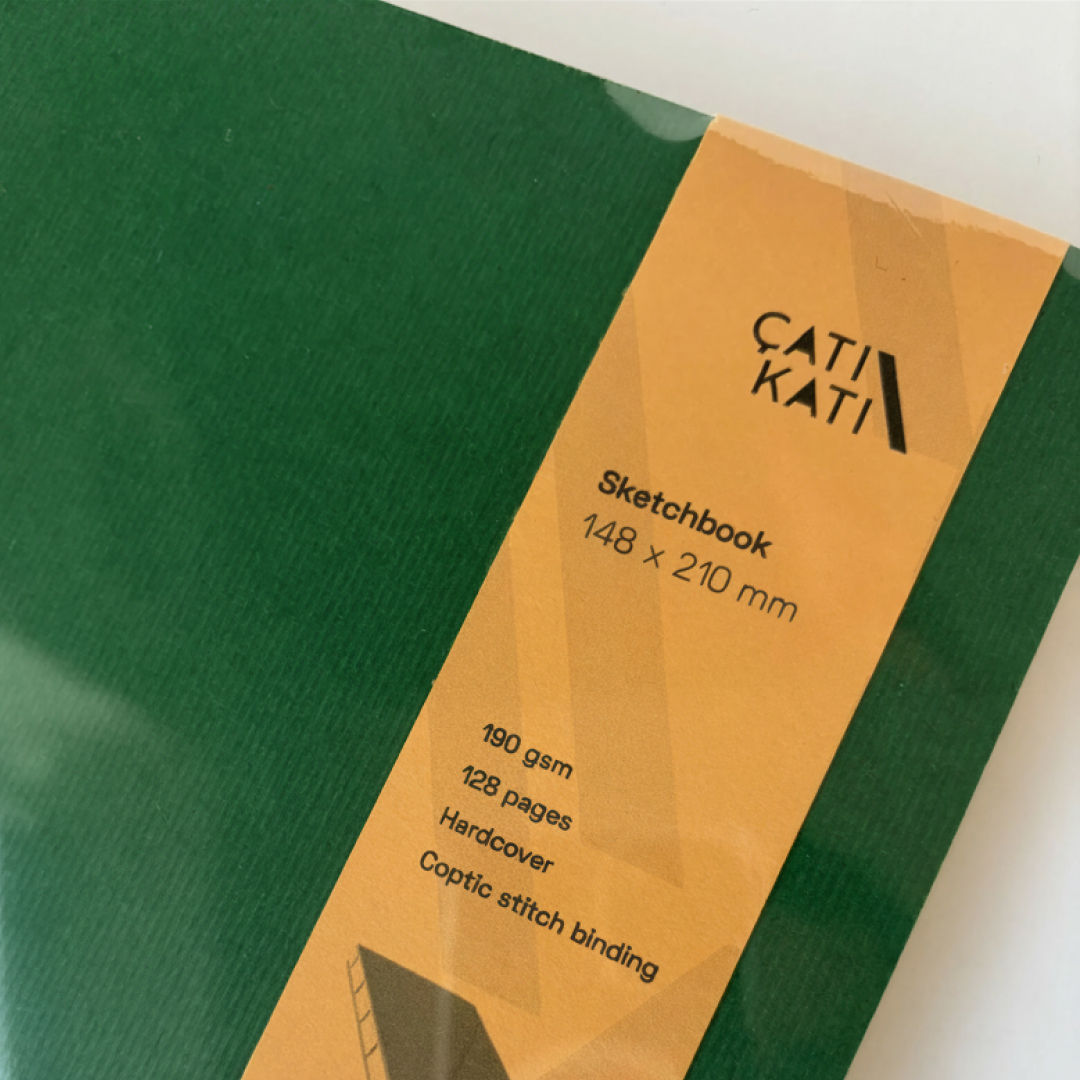 ÇATI
KATI
Sketchbook
148 x 210 mm
190 gsm
128 pages
Hardcover
Coptic stitch binding